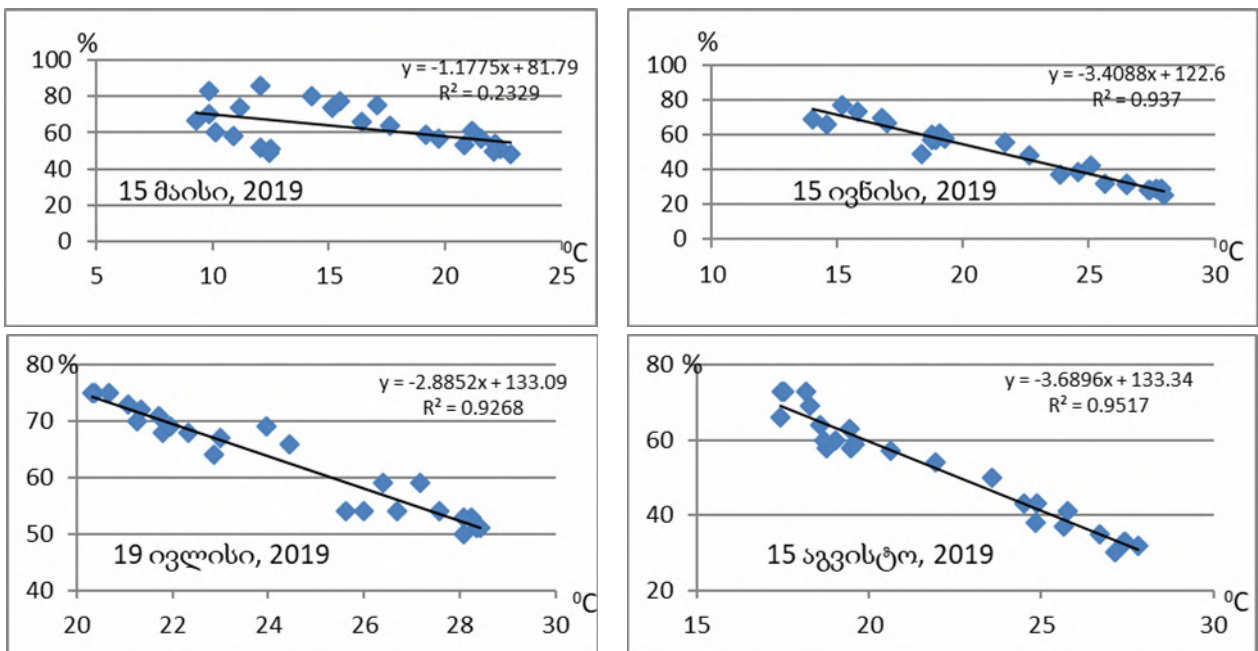 %
y = -1.1775x + 81.79
R² = 0.2329
100
80
60
40
20
0
15 მაისი, 2019
⁰C
5 10 15 20 25
%
y = -3.4088x + 122.6
R² = 0.937
100
80
60
40
20
0
15 ივნისი, 2019
⁰C
10 15 20 25 30
80 %
y = -2.8852x + 133.09
R² = 0.9268
70
60
50
40
19 ივლისი, 2019
⁰C
20 22 24 26 28 30
80 %
y = -3.6896x + 133.34
R² = 0.9517
60
40
20
15 აგვისტო, 2019
⁰C
15 20 25 30